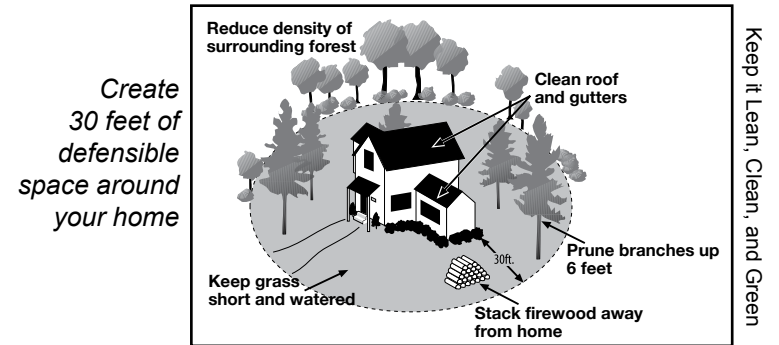 Create
30 feet of
defensible
space around
your home
Reduce density of
surrounding forest
Clean roof
and gutters
Prune branches up
6 feet
30ft.
Keep grass
short and watered
Stack firewood away
from home
Keep it Lean, Clean, and Green